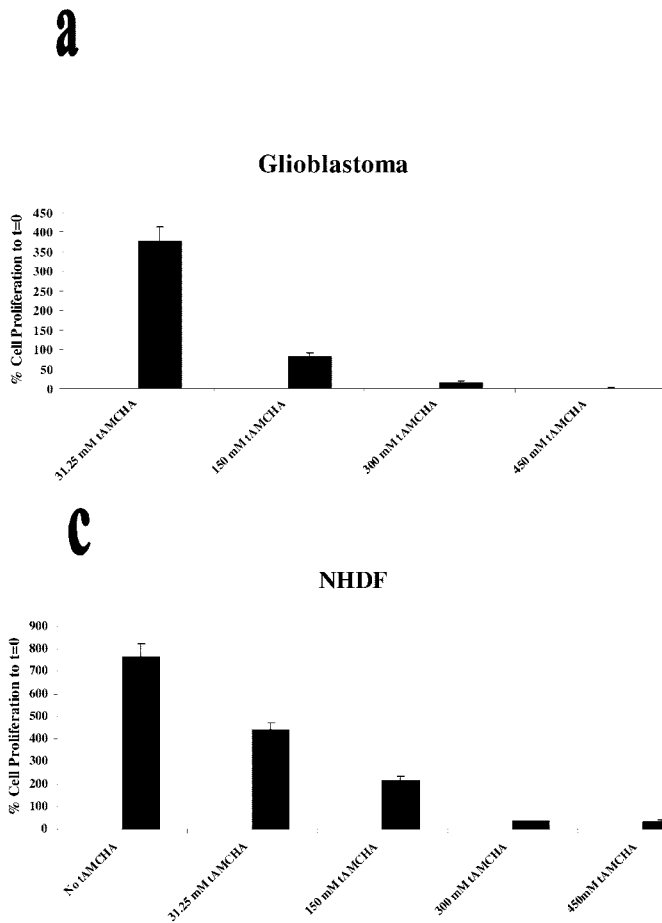 a
Glioblastoma
% Cell Proliferation to t=0
450
400
350
300
250
200
150
100
50
0
31.25 mM tAMCHA
150 mM tAMCHA
300 mM tAMCHA
450 mM tAMCHA
c
NHDF
% Cell Proliferation to t=0
900
800
700
600
500
400
300
200
100
0
No tAMCHA
31.25 mM tAMCHA
150 mM tAMCHA
300 mM tAMCHA
450mM tAMCHA